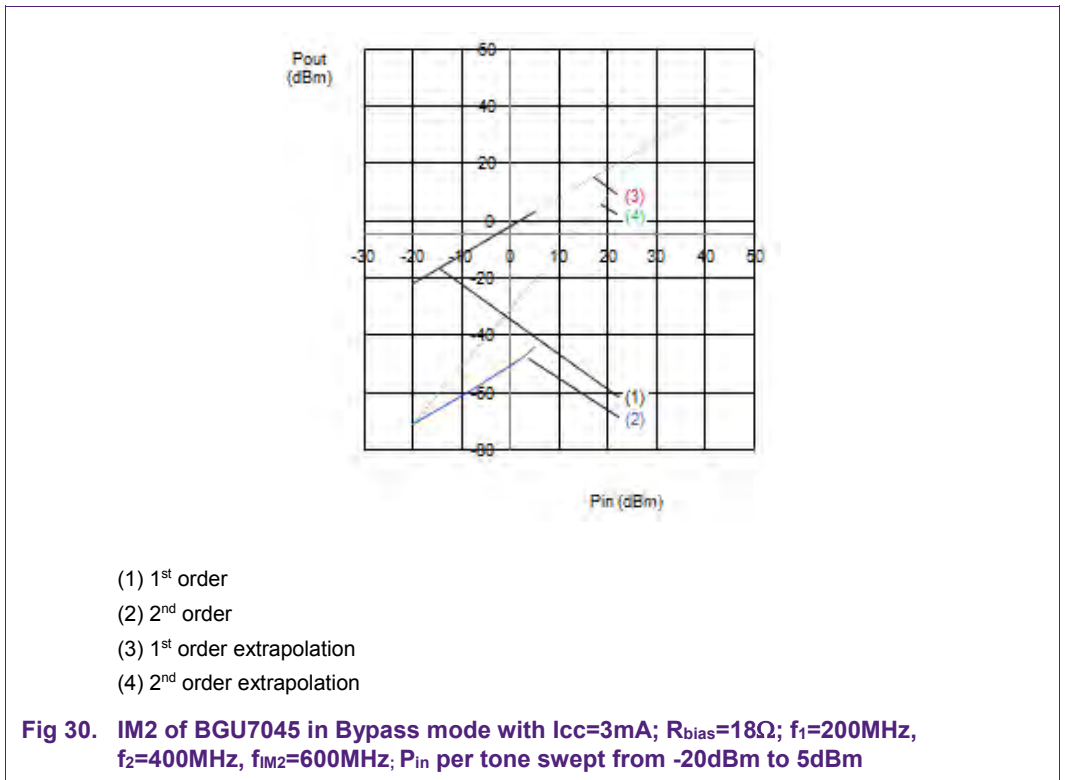 Pout
(dBm)
60
40
20
0
-20
-40
-60
-80
-30 -20 -10 0 10 20 30 40 50
(3)
(4)
(1)
(2)
Pin (dBm)
(1) 1st order
(2) 2nd order
(3) 1st order extrapolation
(4) 2nd order extrapolation
Fig 30. IM2 of BGU7045 in Bypass mode with Icc=3mA; Rbias=18Ω; f1=200MHz,
f2=400MHz, fIM2=600MHz; Pin per tone swept from -20dBm to 5dBm